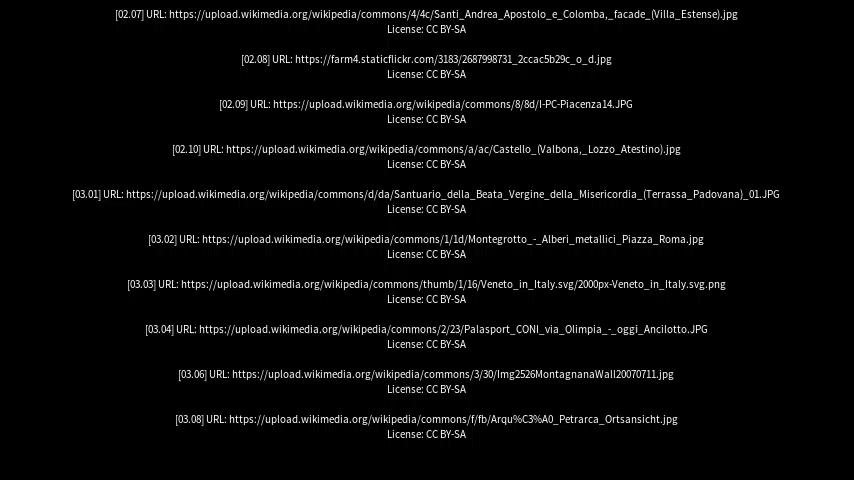 [02.07] URL: https://upload.wikimedia.org/wikipedia/commons/4/4c/Santi_Andrea_Apostolo_e_Colomba,_facade_(Villa_Estense).jpg
License: CC BY-SA
[02.08] URL: https://farm4.staticflickr.com/3183/2687998731_2ccac5b29c_o_d.jpg
License: CC BY-SA
[02.09] URL: https://upload.wikimedia.org/wikipedia/commons/8/8d/I-PC-Piacenza14.JPG
License: CC BY-SA
[02.10] URL: https://upload.wikimedia.org/wikipedia/commons/a/ac/Castello_(Valbona,_Lozzo_Atestino).jpg
License: CC BY-SA
[03.01] URL: https://upload.wikimedia.org/wikipedia/commons/d/da/Santuario_della_Beata_Vergine_della_Misericordia_(Terrassa_Padovana)_01.JPG
License: CC BY-SA
[03.02] URL: https://upload.wikimedia.org/wikipedia/commons/1/1d/Montegrotto_-_Alberi_metallici_Piazza_Roma.jpg
License: CC BY-SA
[03.03] URL: https://upload.wikimedia.org/wikipedia/commons/thumb/1/16/Veneto_in_Italy.svg/2000px-Veneto_in_Italy.svg.png
License: CC BY-SA
[03.04] URL: https://upload.wikimedia.org/wikipedia/commons/2/23/Palasport_CONI_via_Olimpia_-_oggi_Ancilotto.JPG
License: CC BY-SA
[03.06] URL: https://upload.wikimedia.org/wikipedia/commons/3/30/Img2526MontagnanaWall20070711.jpg
License: CC BY-SA
[03.08] URL: https://upload.wikimedia.org/wikipedia/commons/f/fb/Arqu%C3%A0_Petrarca_Ortsansicht.jpg
License: CC BY-SA